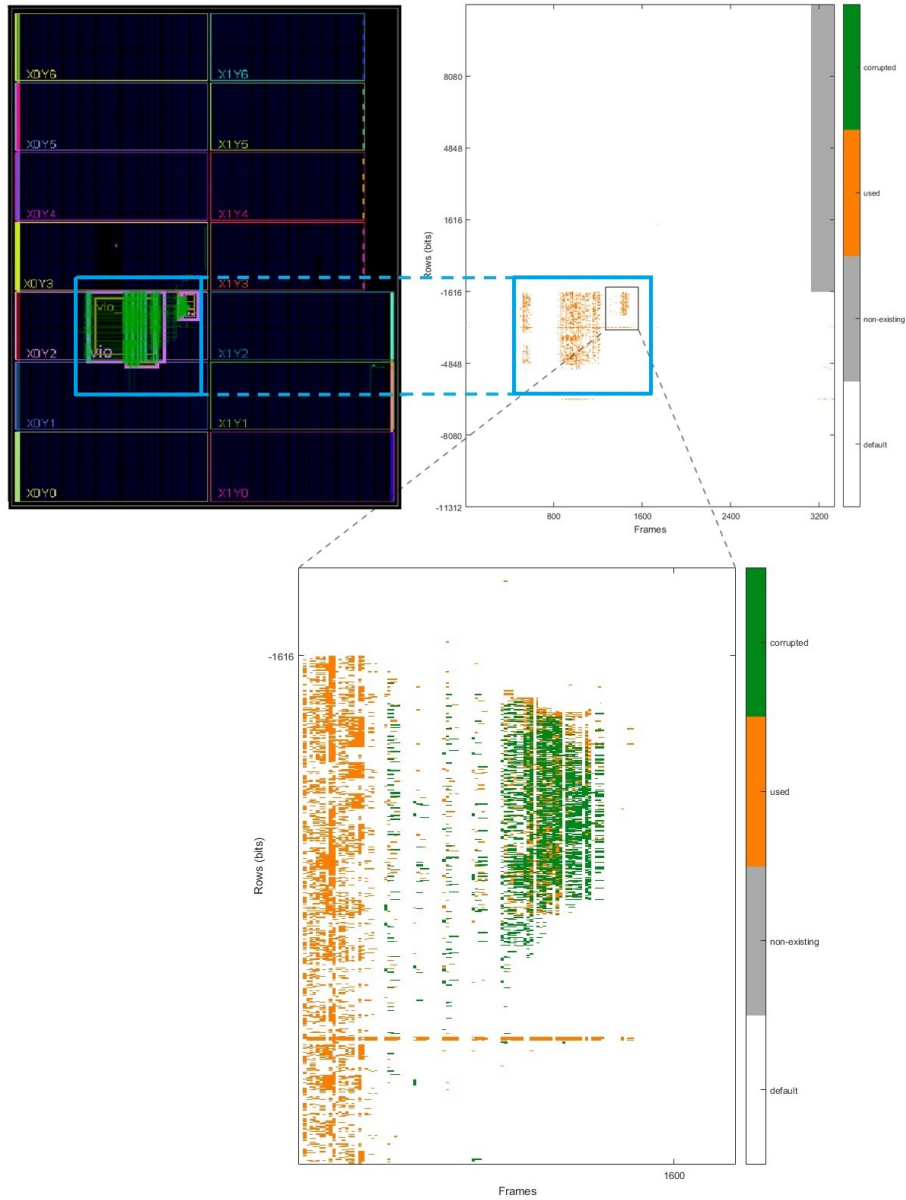 X0Y6
X1Y6
X0Y5
X1Y5
X0Y4
X1Y4
X0Y3
X1Y3
vio
vio
X0Y2
X1Y2
X0Y1
X1Y1
X0Y0
X1Y0
Rows (bits)
8080
4848
1616
-1616
-4848
-8080
-11312
800
1600
2400
3200
Frames
corrupted
used
non-existing
default
Rows (bits)
-1616
1600
Frames
corrupted
used
non-existing
default